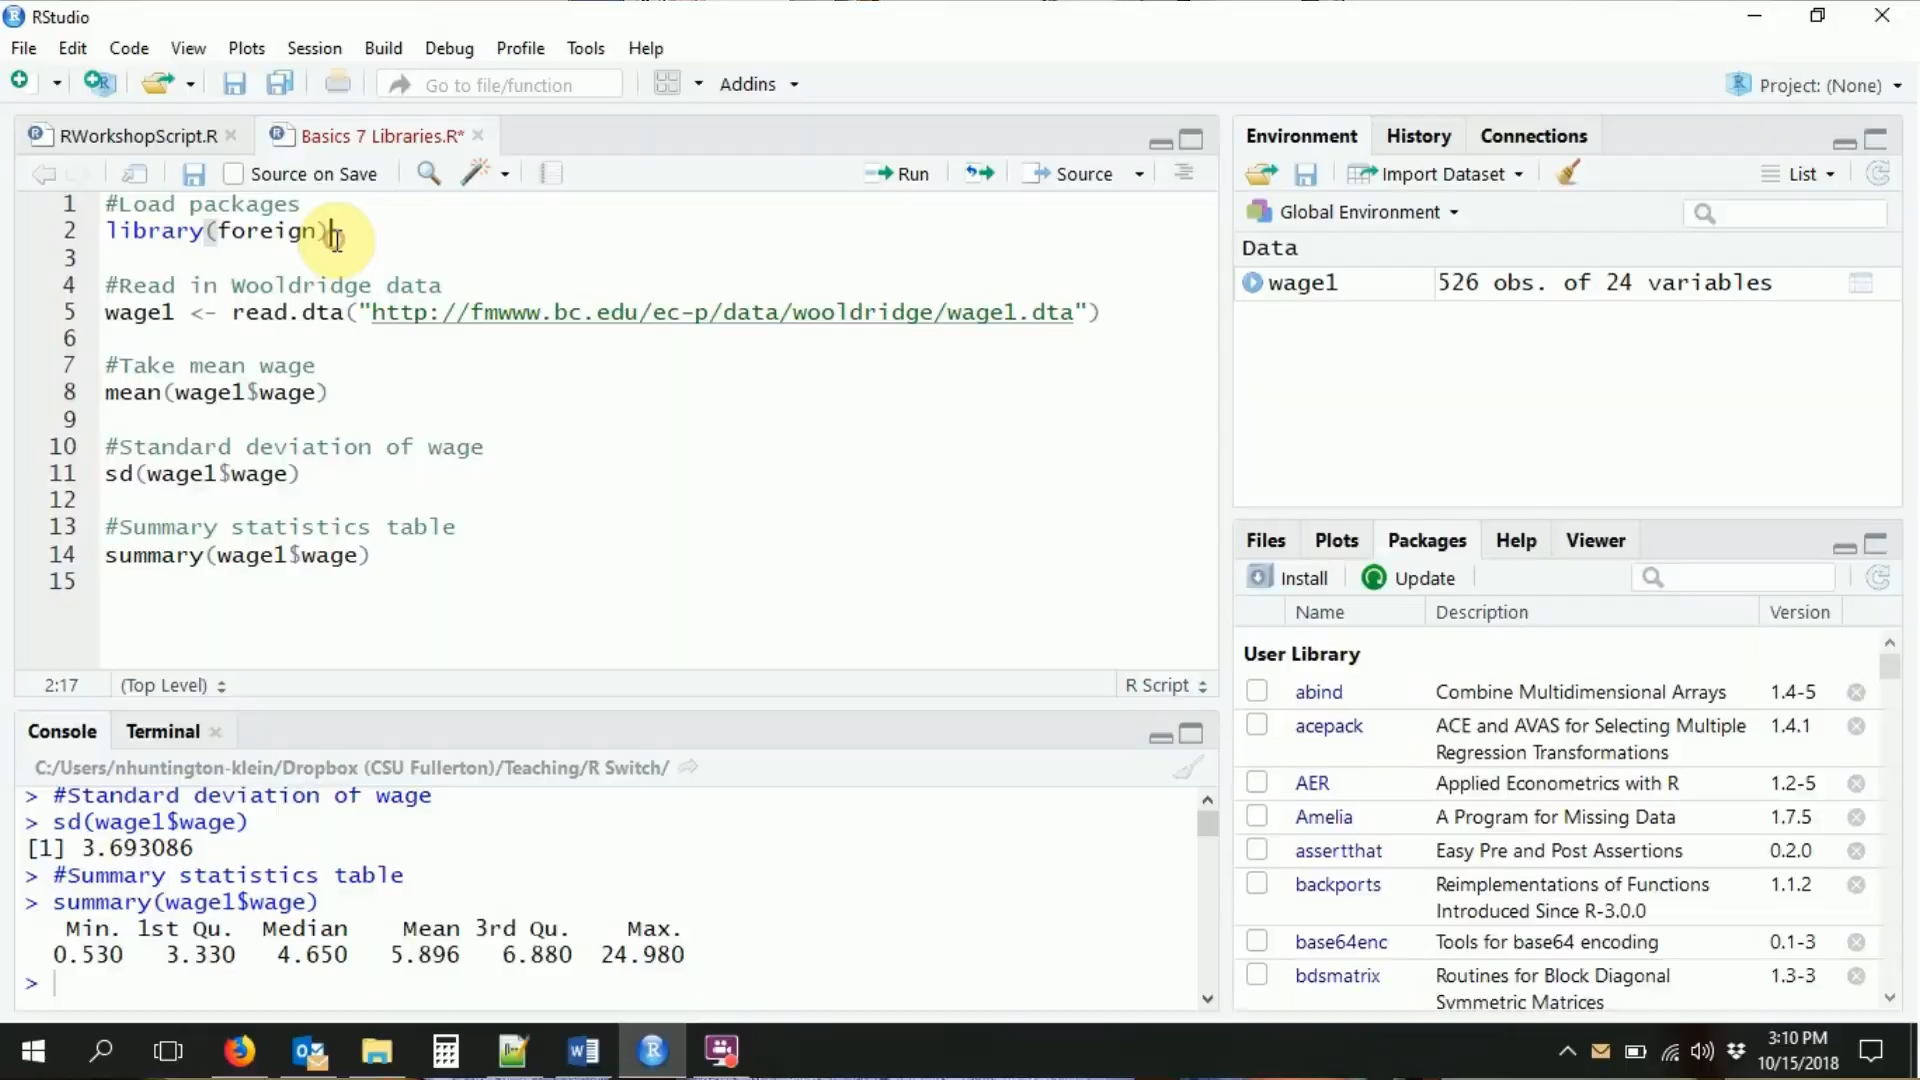 RStudio
File Edit Code View Plots Session Build Debug Profile Tools Help
Go to file/function Addins Project: (None)
RWorkshopScript.R Basics 7 Libraries.R*
Source on Save Run Source
1 #Load packages
2 library(foreign)
3
4 #Read in Wooldridge data
5 wage1 <- read.dta("http://fmwww.bc.edu/ec-p/data/wooldridge/wage1.dta")
6
7 #Take mean wage
8 mean(wage1$wage)
9
10 #Standard deviation of wage
11 sd(wage1$wage)
12
13 #Summary statistics table
14 summary(wage1$wage)
15
2:17 (Top Level) R Script
Console Terminal
C:/Users/nhuntington-klein/Dropbox (CSU Fullerton)/Teaching/R Switch/
> #Standard deviation of wage
> sd(wage1$wage)
[1] 3.693086
> #Summary statistics table
> summary(wage1$wage)
Min. 1st Qu. Median Mean 3rd Qu. Max.
0.530 3.330 4.650 5.896 6.880 24.980
>
Environment History Connections
Import Dataset List
Global Environment
Data
wage1 526 obs. of 24 variables
Files Plots Packages Help Viewer
Install Update
Name Description Version
User Library
abind Combine Multidimensional Arrays 1.4-5
acepack ACE and AVAS for Selecting Multiple 1.4.1
Regression Transformations
AER Applied Econometrics with R 1.2-5
Amelia A Program for Missing Data 1.7.5
assertthat Easy Pre and Post Assertions 0.2.0
backports Reimplementations of Functions 1.1.2
Introduced Since R-3.0.0
base64enc Tools for base64 encoding 0.1-3
bdsmatrix Routines for Block Diagonal 1.3-3
Symmetric Matrices
3:10 PM
10/15/2018